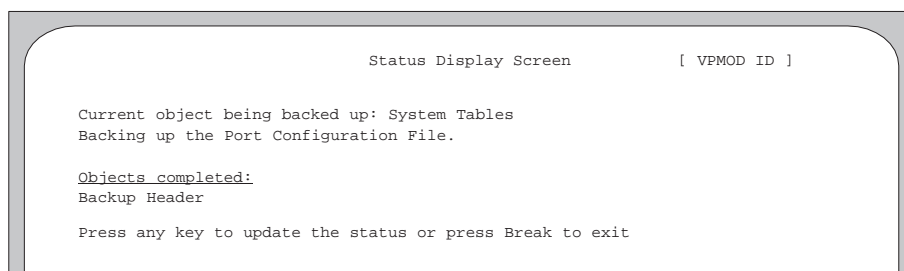 Status Display Screen [ VPMOD ID ]
Current object being backed up: System Tables
Backing up the Port Configuration File.
Objects completed:
Backup Header
Press any key to update the status or press Break to exit